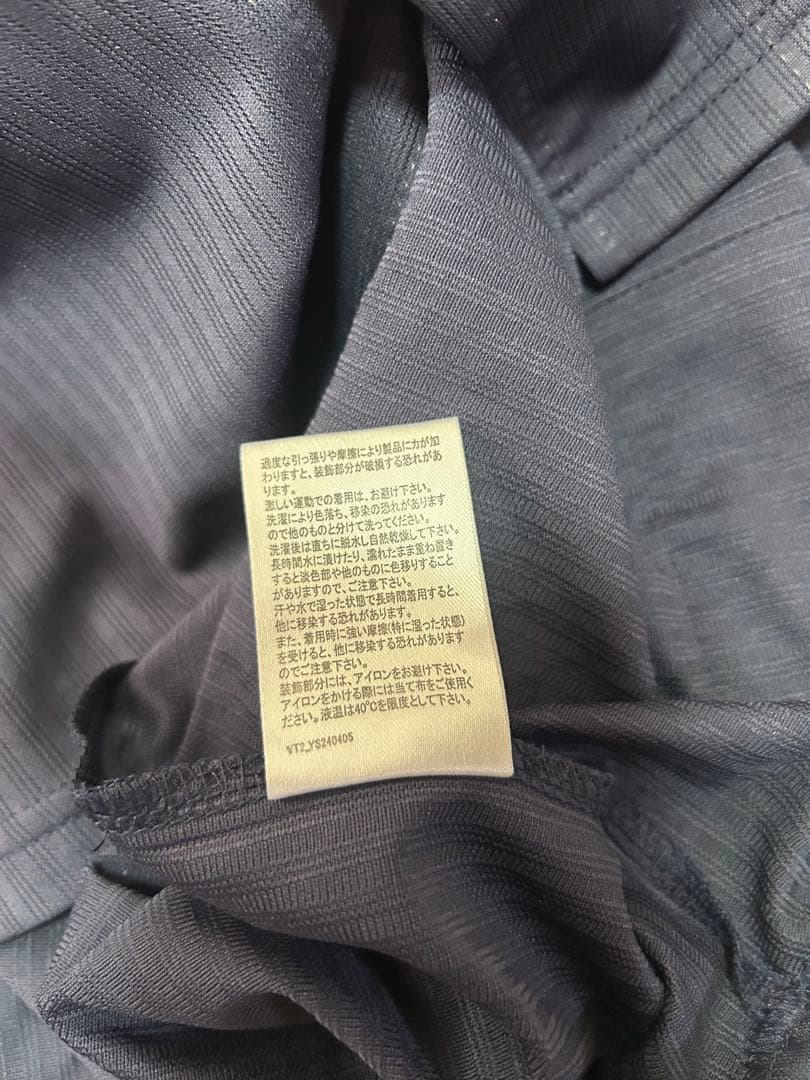 過度な引っ張りや摩擦により製品に力が加
わりますと、装飾部分が破損する恐れがあ
ります。
激しい運動での着用は、お避け下さい。
洗濯により色落ち、移染の恐れがあります
ので他のものと分けて洗ってください。
洗濯後は直ちに脱水し自然乾燥して下さい。
長時間水に漬けたり、濡れたまま重ね置き
すると淡色部や他のものに色移りすること
がありますので、ご注意下さい。
汗や水で湿った状態で長時間着用すると、
他に移染する恐れがあります。
また、着用時に強い摩擦(特に湿った状態)
を受けると、他に移染する恐れがあります
のでご注意下さい。
装飾部分には、アイロンをお避け下さい。
アイロンをかける際には当て布をご使用く
ださい。液温は40℃を限度として下さい。
VT2_YS240405